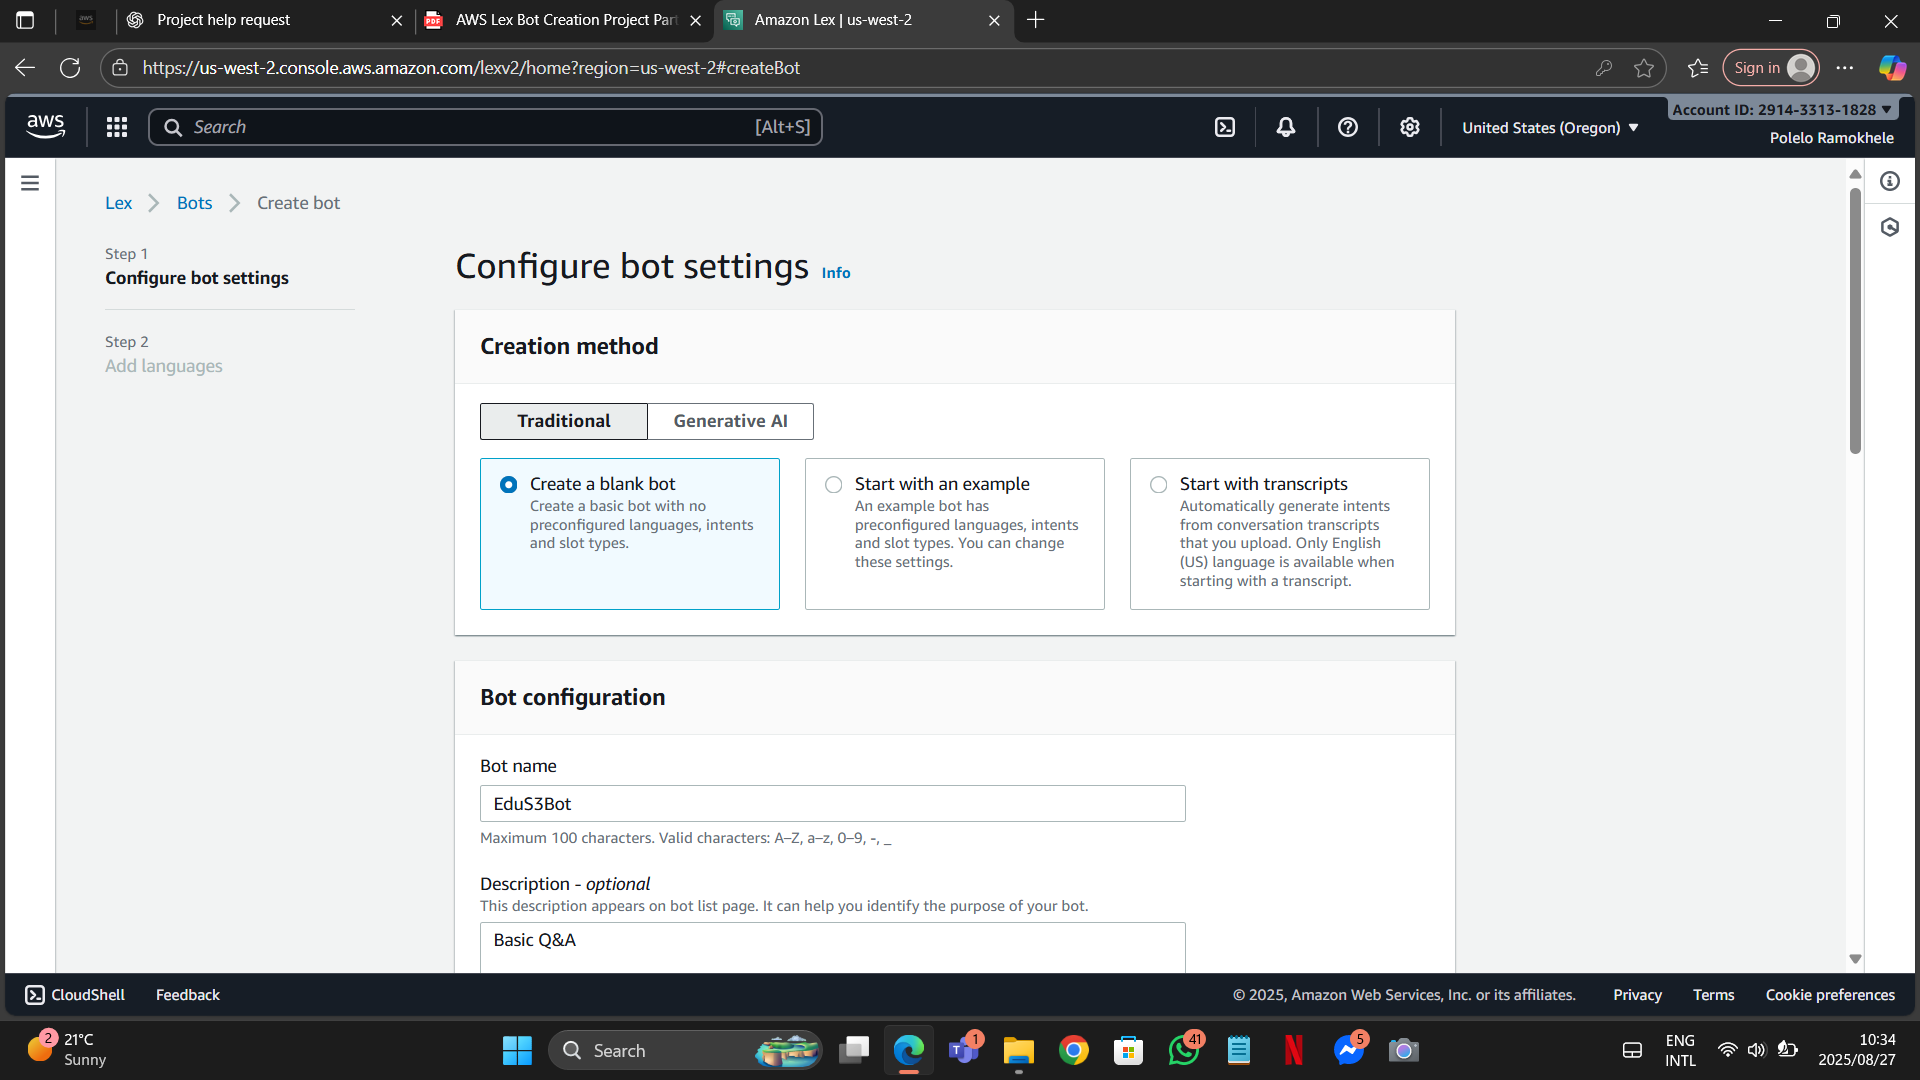 Project help request
AWS Lex Bot Creation Project Part
Amazon Lex | us-west-2
https://us-west-2.console.aws.amazon.com/lexv2/home?region=us-west-2#createBot
Sign in
aws
Search
[Alt+S]
United States (Oregon)
Account ID: 2914-3313-1828
Polelo Ramokhele
Lex
Bots
Create bot
Step 1
Configure bot settings
Step 2
Add languages
Configure bot settings
Info
Creation method
Traditional
Generative AI
Create a blank bot
Create a basic bot with no
preconfigured languages, intents
and slot types.
Start with an example
An example bot has
preconfigured languages, intents
and slot types. You can change
these settings.
Start with transcripts
Automatically generate intents
from conversation transcripts
that you upload. Only English
(US) language is available when
starting with a transcript.
Bot configuration
Bot name
EduS3Bot
Maximum 100 characters. Valid characters: A–Z, a–z, 0–9, -, _
Description - optional
This description appears on bot list page. It can help you identify the purpose of your bot.
Basic Q&A
CloudShell
Feedback
© 2025, Amazon Web Services, Inc. or its affiliates.
Privacy
Terms
Cookie preferences
2
21°C
Sunny
Search
1
41
5
ENG
INTL
10:34
2025/08/27